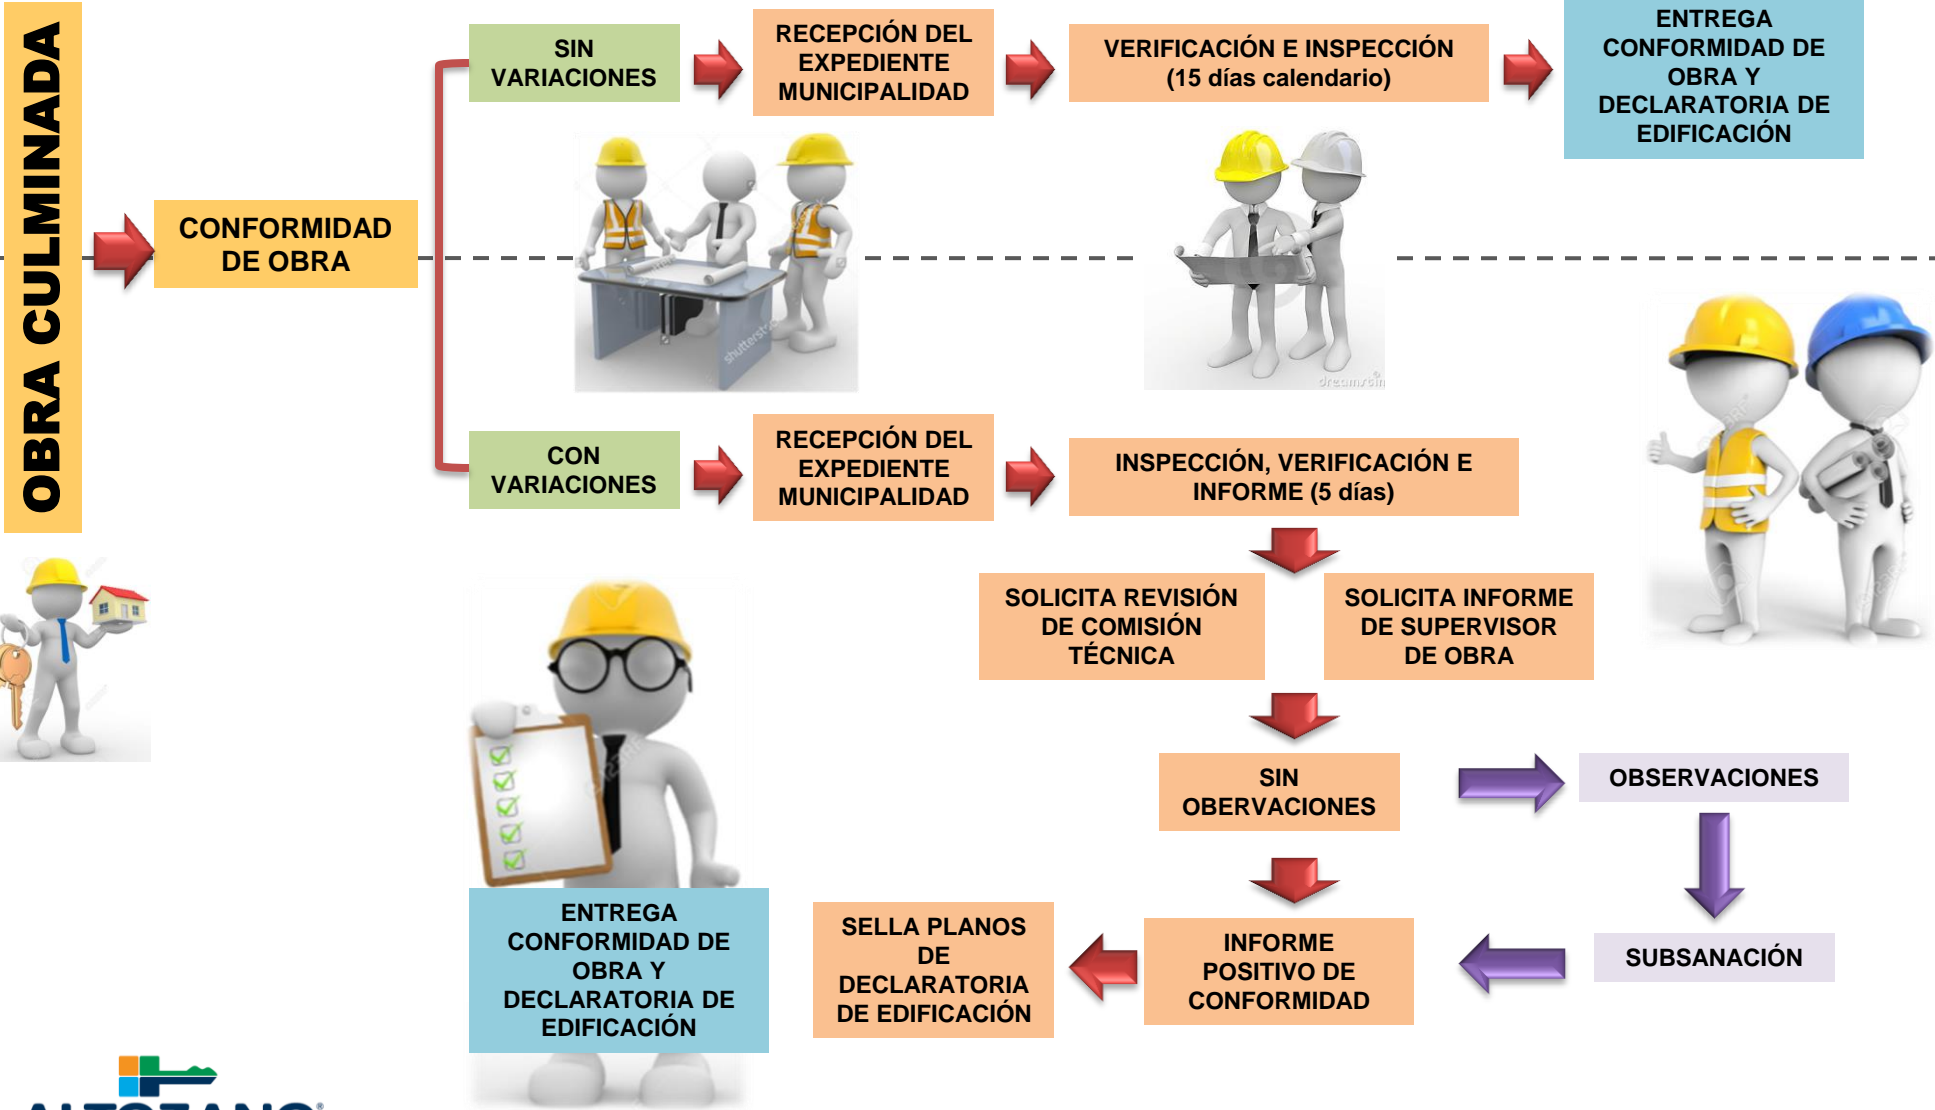 OBRA CULMINADA
CONFORMIDAD
DE OBRA
SIN
VARIACIONES
RECEPCIÓN DEL
EXPEDIENTE
MUNICIPALIDAD
VERIFICACIÓN E INSPECCIÓN
(15 días calendario)
ENTREGA
CONFORMIDAD DE
OBRA Y
DECLARATORIA DE
EDIFICACIÓN
CON
VARIACIONES
RECEPCIÓN DEL
EXPEDIENTE
MUNICIPALIDAD
INSPECCIÓN, VERIFICACIÓN E
INFORME (5 días)
SOLICITA REVISIÓN
DE COMISIÓN
TÉCNICA
SOLICITA INFORME
DE SUPERVISOR
DE OBRA
SIN
OBERVACIONES
OBSERVACIONES
SUBSANACIÓN
INFORME
POSITIVO DE
CONFORMIDAD
SELLA PLANOS
DE
DECLARATORIA
DE EDIFICACIÓN
ENTREGA
CONFORMIDAD DE
OBRA Y
DECLARATORIA DE
EDIFICACIÓN
ALTOZANO®